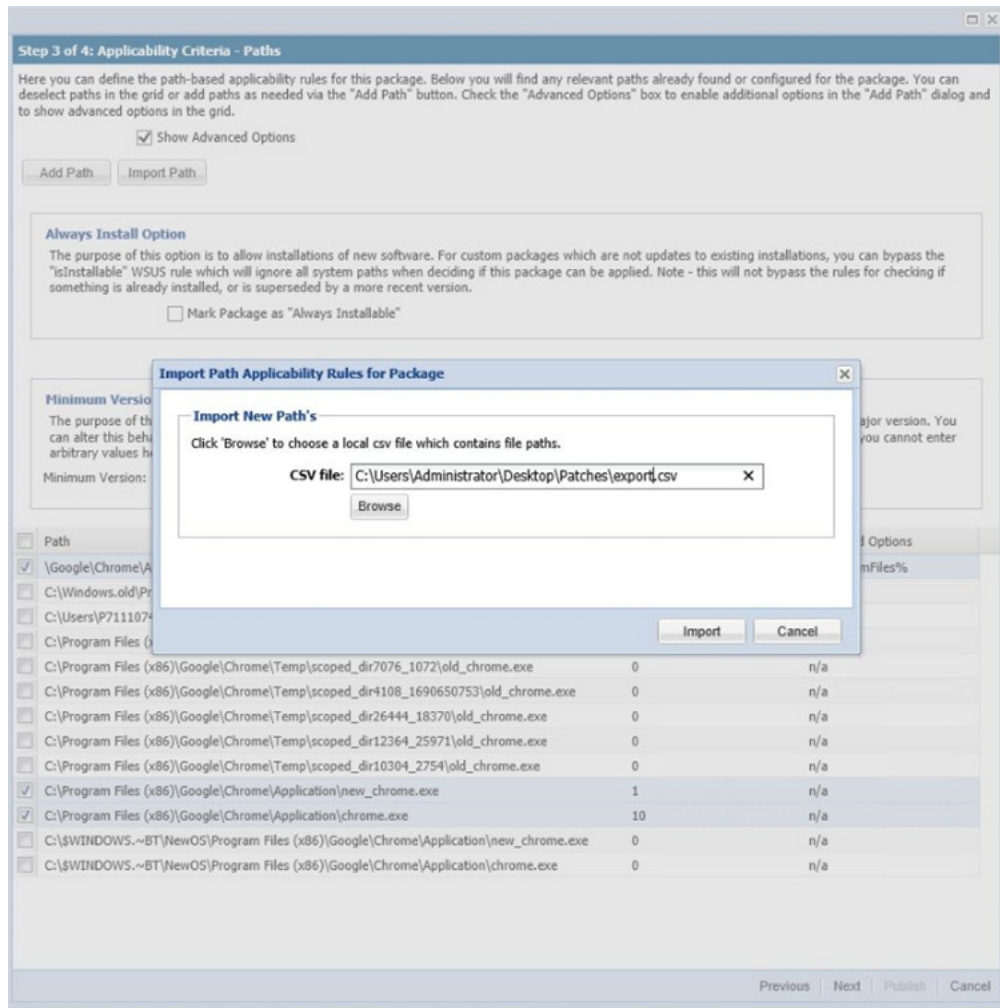 Step 3 of 4: Applicability Criteria - Paths
Here you can define the path-based applicability rules for this package. Below you will find any relevant paths already found or configured for the package. You can
deselect paths in the grid or add paths as needed via the "Add Path" button. Check the "Advanced Options" box to enable additional options in the "Add Path" dialog and
to show advanced options in the grid.
Show Advanced Options
Add Path Import Path
Always Install Option
The purpose of this option is to allow installations of new software. For custom packages which are not updates to existing installations, you can bypass the
"isInstallable" WSUS rule which will ignore all system paths when deciding if this package can be applied. Note - this will not bypass the rules for checking if
something is already installed, or is superseded by a more recent version.
Mark Package as "Always Installable"
Import Path Applicability Rules for Package
Import New Path's
Click 'Browse' to choose a local csv file which contains file paths.
CSV file: C:\Users\Administrator\Desktop\Patches\export.csv
Browse
Import Cancel
Minimum Versio
The purpose of th ajor version. You
can alter this beha you cannot enter
arbitrary values he
Minimum Version:
Path d Options
\Google\Chrome\A mFiles%
C:\Windows.old\Pr
C:\Users\P7111074
C:\Program Files (x
C:\Program Files (x86)\Google\Chrome\Temp\scoped_dir7076_1072\old_chrome.exe 0 n/a
C:\Program Files (x86)\Google\Chrome\Temp\scoped_dir4108_1690650753\old_chrome.exe 0 n/a
C:\Program Files (x86)\Google\Chrome\Temp\scoped_dir26444_18370\old_chrome.exe 0 n/a
C:\Program Files (x86)\Google\Chrome\Temp\scoped_dir12364_25971\old_chrome.exe 0 n/a
C:\Program Files (x86)\Google\Chrome\Temp\scoped_dir10304_2754\old_chrome.exe 0 n/a
C:\Program Files (x86)\Google\Chrome\Application\new_chrome.exe 1 n/a
C:\Program Files (x86)\Google\Chrome\Application\chrome.exe 10 n/a
C:\$WINDOWS.~BT\NewOS\Program Files (x86)\Google\Chrome\Application\new_chrome.exe 0 n/a
C:\$WINDOWS.~BT\NewOS\Program Files (x86)\Google\Chrome\Application\chrome.exe 0 n/a
Previous Next Publish Cancel